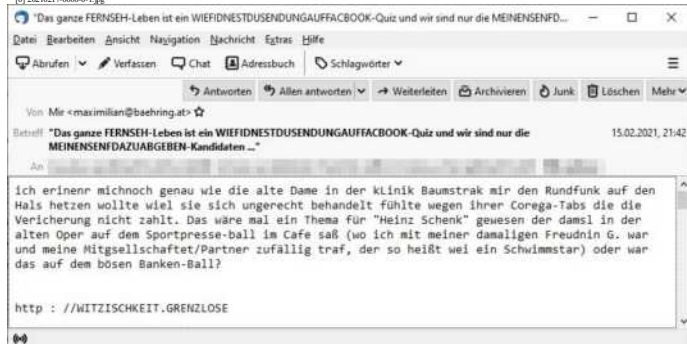 "Das ganze FERNSEH-Leben ist ein WIEFIDNESTDUSENDUNGAUFFACBOOK-Quiz und wir sind nur die MEINENSENFD...
Datei Bearbeiten Ansicht Navigation Nachricht Extras Hilfe
Abrufen Verfassen Chat Adressbuch Schlagwörter
Antworten Allen antworten Weiterleiten Archivieren Junk Löschen Mehr
Von Mir <maximilian@baehring.at>
Betreff "Das ganze FERNSEH-Leben ist ein WIEFIDNESTDUSENDUNGAUFFACBOOK-Quiz und wir sind nur die 15.02.2021, 21:42
MEINENSENFDAZUABGEBEN-Kandidaten ..."
An
ich erinenr michnoch genau wie die alte Dame in der kLinik Baumstrak mir den Rundfunk auf den
Hals hetzen wollte wiel sie sich ungerecht behandelt fühlte wegen ihrer Corega-Tabs die die
Vericherung nicht zahlt. Das wäre mal ein Thema für "Heinz Schenk" gewesen der damsl in der
alten Oper auf dem Sportpresse-ball im Cafe saß (wo ich mit meiner damaligen Freudnin G. war
und meine Mitgsellschaftet/Partner zufällig traf, der so heißt wei ein Schwimmstar) oder war
das auf dem bösen Banken-Ball?
http : //WITZISCHKEIT.GRENZLOSE